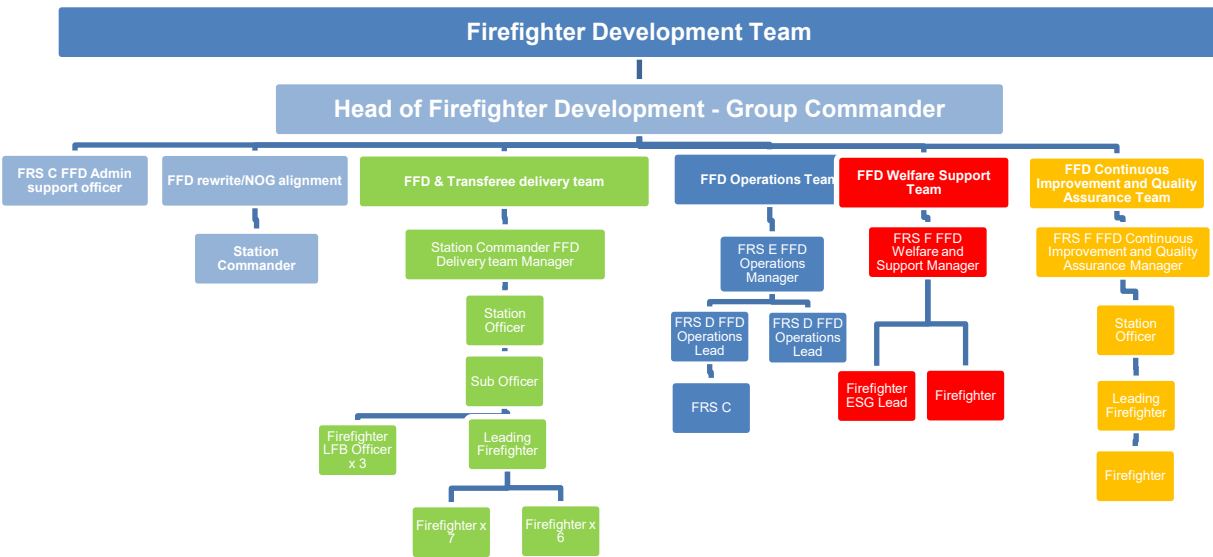 Firefighter Development Team
Head of Firefighter Development - Group Commander
FRS C FFD Admin
support officer
FFD rewrite/NOG alignment
FFD & Transferee delivery team
FFD Operations Team
FFD Welfare Support
Team
FFD Continuous
Improvement and Quality
Assurance Team
Station
Commander
Station Commander FFD
Delivery team Manager
FRS E FFD
Operations
Manager
FRS F FFD
Welfare and
Support Manager
FRS F FFD Continuous
Improvement and Quality
Assurance Manager
Station
Officer
FRS D FFD
Operations
Lead
FRS D FFD
Operations
Lead
Station
Officer
Sub Officer
FRS C
Firefighter
ESG Lead
Firefighter
Leading
Firefighter
Firefighter
LFB Officer
x 3
Leading
Firefighter
Firefighter
Firefighter x
7
Firefighter x
6